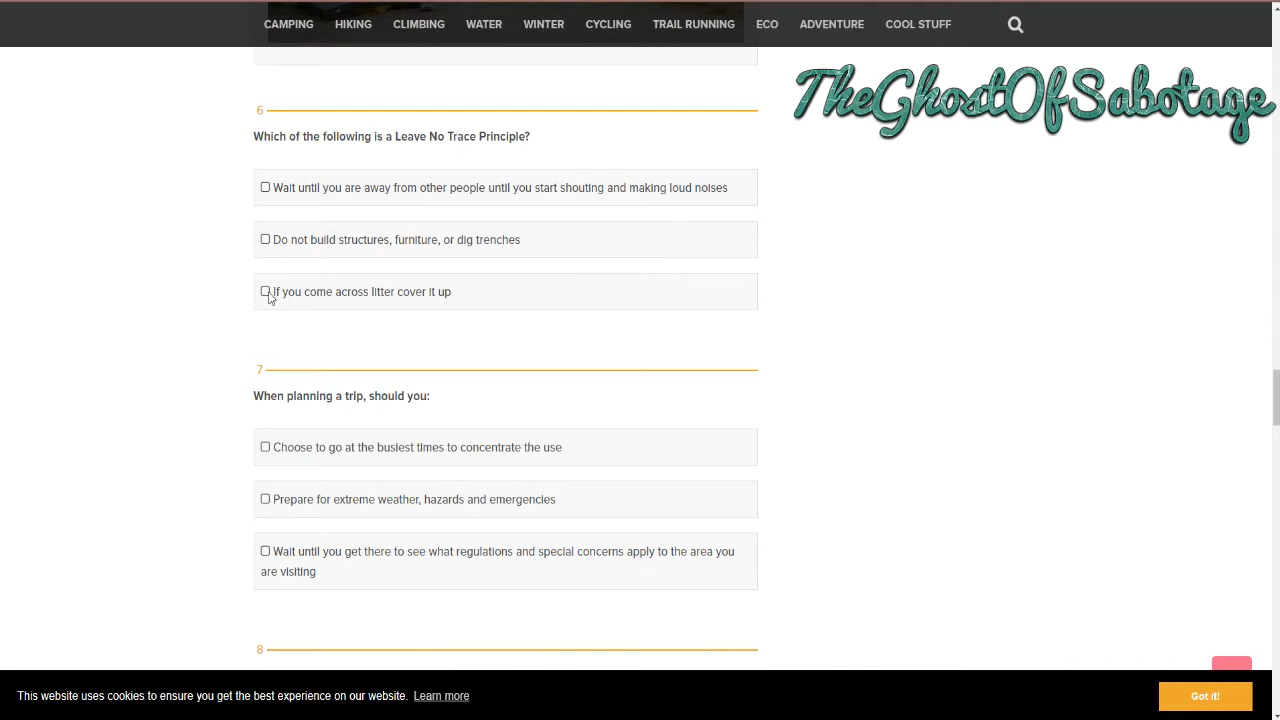 CAMPING HIKING CLIMBING WATER WINTER CYCLING TRAIL RUNNING ECO ADVENTURE COOL STUFF
TheGhostOfSabotage
6
Which of the following is a Leave No Trace Principle?
Wait until you are away from other people until you start shouting and making loud noises
Do not build structures, furniture, or dig trenches
If you come across litter cover it up
7
When planning a trip, should you:
Choose to go at the busiest times to concentrate the use
Prepare for extreme weather, hazards and emergencies
Wait until you get there to see what regulations and special concerns apply to the area you
are visiting
8
This website uses cookies to ensure you get the best experience on our website. Learn more
Got it!